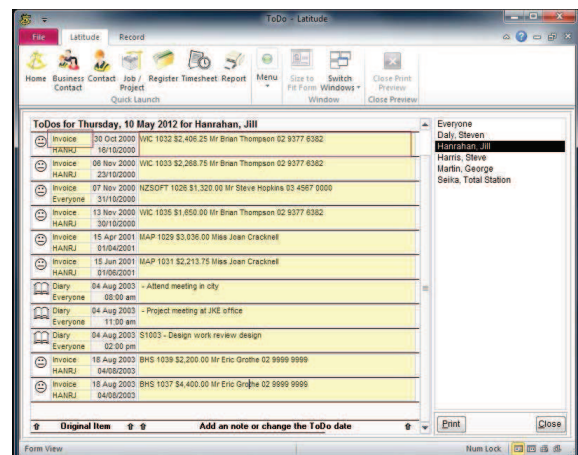 ToDo - Latitude
File Latitude Record
Home Business Contact Contact Job / Project Register Timesheet Report Menu Size to Fit Form Switch Windows Close Print Preview
Quick Launch Window Close Preview
ToDos for Thursday, 10 May 2012 for Hanrahan, Jill
Invoice 30 Oct 2000 WIC 1032 $2,406.25 Mr Brian Thompson 02 9377 6382
HANRJ 16/10/2000
Invoice 06 Nov 2000 WIC 1033 $2,268.75 Mr Brian Thompson 02 9377 6382
HANRJ 23/10/2000
Invoice 07 Nov 2000 NZSOFT 1026 $1,320.00 Mr Steve Hopkins 03 4567 0000
Everyone 31/10/2000
Invoice 13 Nov 2000 WIC 1035 $1,650.00 Mr Brian Thompson 02 9377 6382
HANRJ 30/10/2000
Invoice 15 Apr 2001 MAP 1029 $3,036.00 Miss Joan Cracknell
HANRJ 01/04/2001
Invoice 15 Jun 2001 MAP 1031 $2,213.75 Miss Joan Cracknell
HANRJ 01/06/2001
Diary 04 Aug 2003 - Attend meeting in city
Everyone 08:00 am
Diary 04 Aug 2003 - Project meeting at JKE office
Everyone 11:00 am
Diary 04 Aug 2003 S1003 - Design work review design
Everyone 02:00 pm
Invoice 18 Aug 2003 BHS 1039 $2,200.00 Mr Eric Grothe 02 9999 9999
HANRJ 04/08/2003
Invoice 18 Aug 2003 BHS 1037 $4,400.00 Mr Eric Grothe 02 9999 9999
HANRJ 04/08/2003
Original Item Add an note or change the ToDo date
Everyone
Daly, Steven
Hanrahan, Jill
Harris, Steve
Martin, George
Seika, Total Station
Print Close
Form View Num Lock